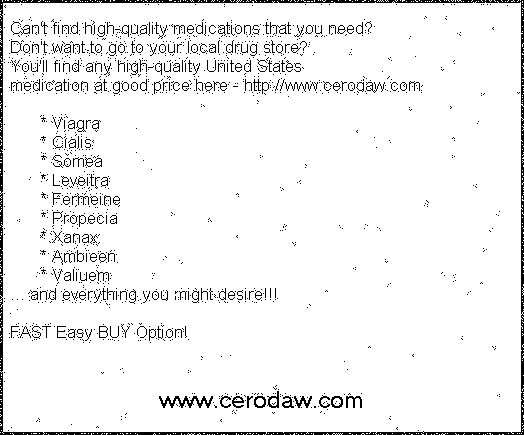 Can't find high-quality medications that you need?
Don't want to go to your local drug store?
You'll find any high-quality United States
medication at good price here - http://www.cerodaw.com
* Viagra
* Cialis
* Somea
* Leveitra
* Fermeine
* Propecia
* Xanax
* Ambieen
* Valiuem
... and everything you might desire!!!
FAST Easy BUY Option!
www.cerodaw.com